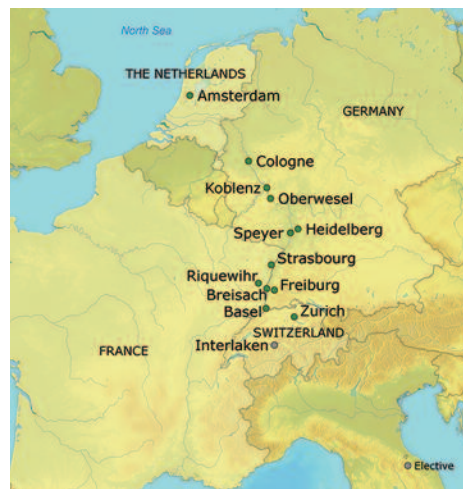 North Sea
THE NETHERLANDS
Amsterdam
GERMANY
Cologne
Koblenz
Oberwesel
Speyer
Heidelberg
Strasbourg
Riquewihr
Freiburg
Breisach
Basel
Zurich
SWITZERLAND
Interlaken
FRANCE
Elective